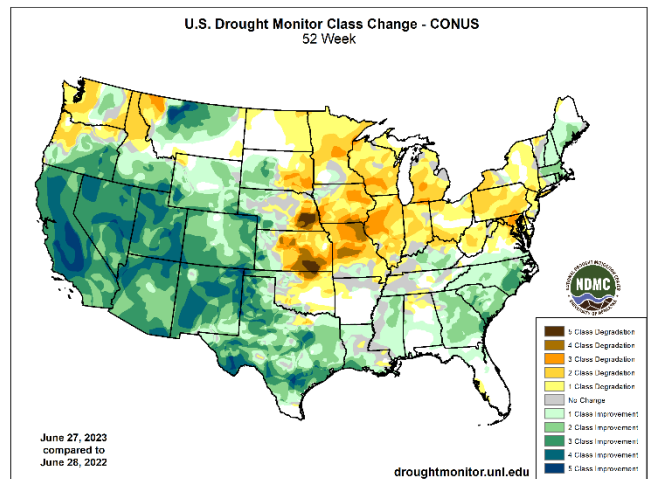 U.S. Drought Monitor Class Change - CONUS
52 Week
NDMC
5 Class Degradation
4 Class Degradation
3 Class Degradation
2 Class Degradation
1 Class Degradation
No Change
1 Class Improvement
2 Class Improvement
3 Class Improvement
4 Class Improvement
5 Class Improvement
June 27, 2023
compared to
June 28, 2022
droughtmonitor.unl.edu